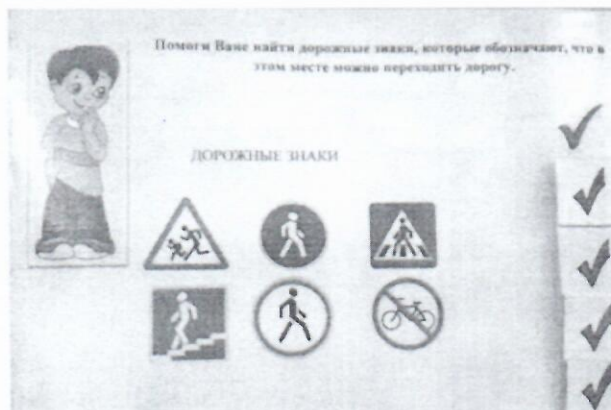 Помоги Ване найти дорожные знаки, которые обозначают, что в
этом месте можно переходить дорогу.
ДОРОЖНЫЕ ЗНАКИ